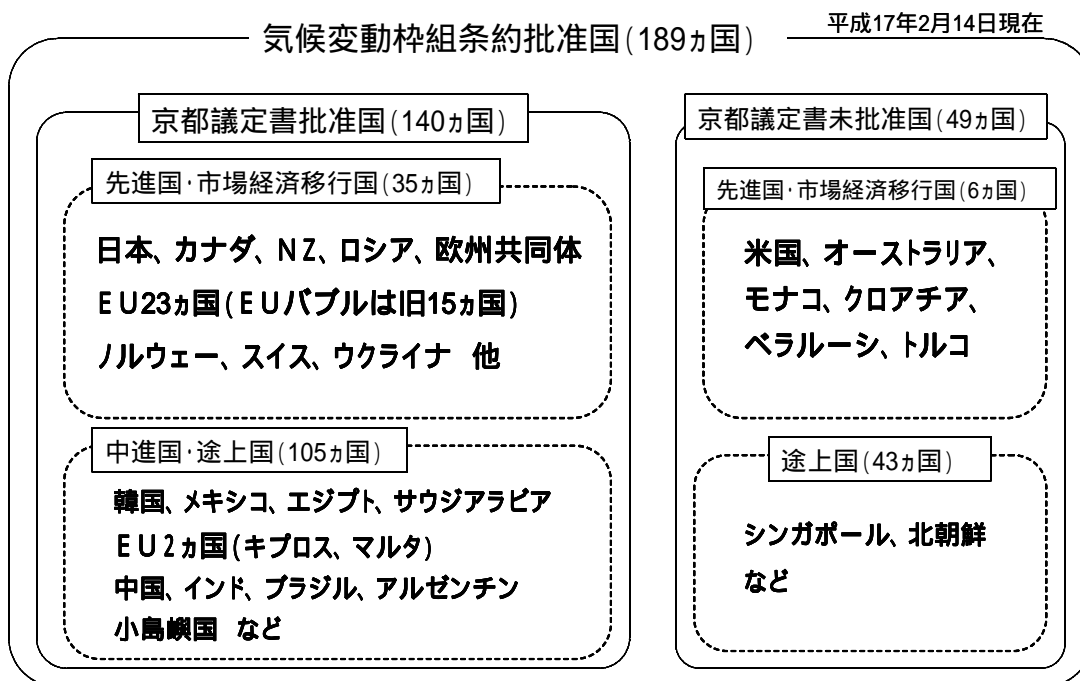 平成17年2月14日現在
気候変動枠組条約批准国(189ヵ国)
京都議定書批准国(140ヵ国)
先進国・市場経済移行国(35ヵ国)
日本、カナダ、NZ、ロシア、欧州共同体
EU23ヵ国(EUバブルは旧15ヵ国)
ノルウェー、スイス、ウクライナ 他
中進国・途上国(105ヵ国)
韓国、メキシコ、エジプト、サウジアラビア
EU2ヵ国(キプロス、マルタ)
中国、インド、ブラジル、アルゼンチン
小島嶼国 など
京都議定書未批准国(49ヵ国)
先進国・市場経済移行国(6ヵ国)
米国、オーストラリア、
モナコ、クロアチア、
ベラルーシ、トルコ
途上国(43ヵ国)
シンガポール、北朝鮮
など